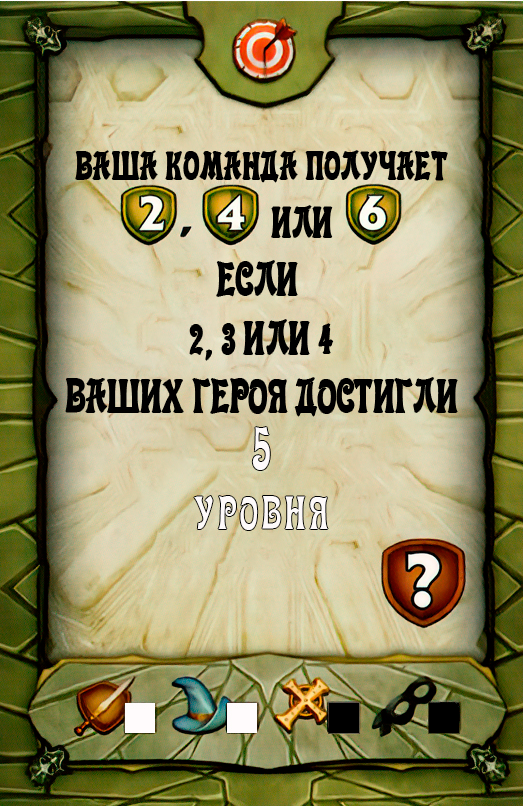 ВАША КОМАНДА ПОЛУЧАЕТ
2, 4 ИЛИ 6
ЕСЛИ
2, 3 ИЛИ 4
ВАШИХ ГЕРОЯ ДОСТИГЛИ
5
УРОВНЯ
?